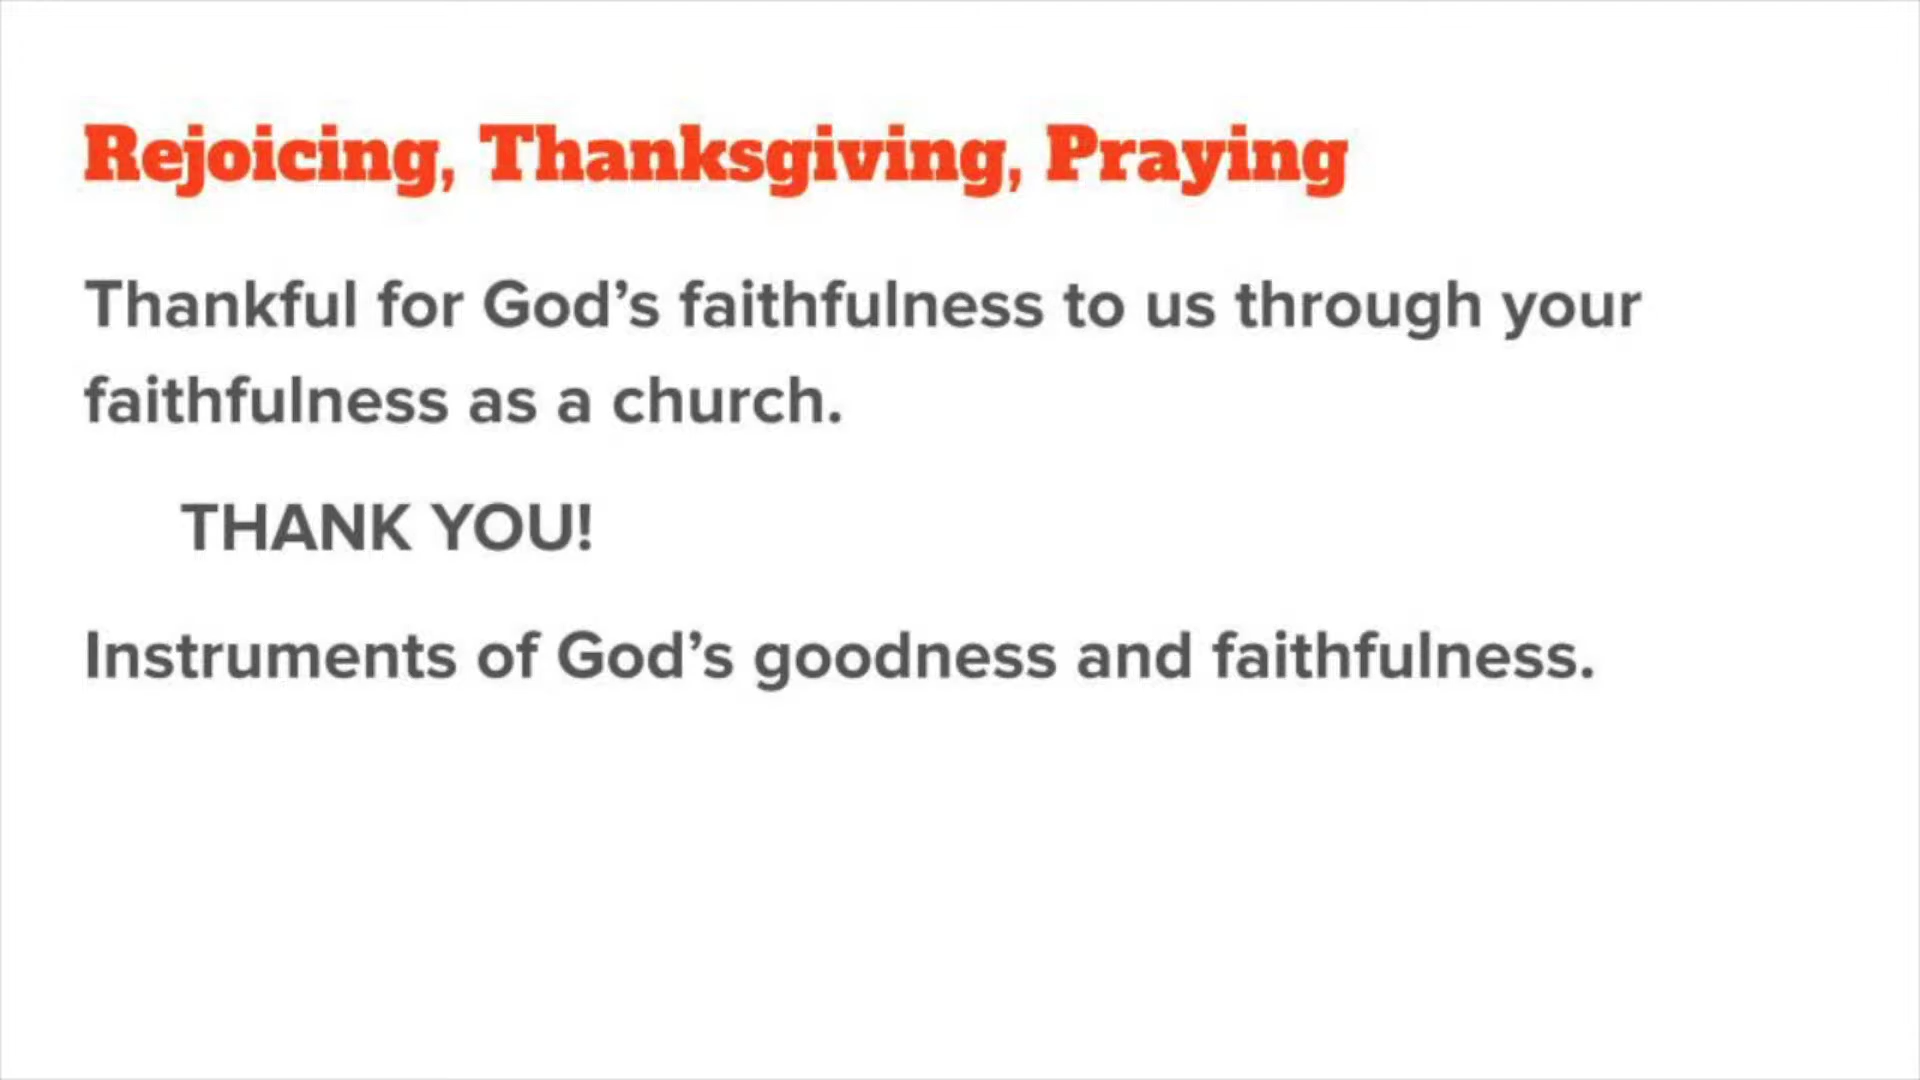 Rejoicing, Thanksgiving, Praying
Thankful for God’s faithfulness to us through your
faithfulness as a church.
THANK YOU!
Instruments of God’s goodness and faithfulness.